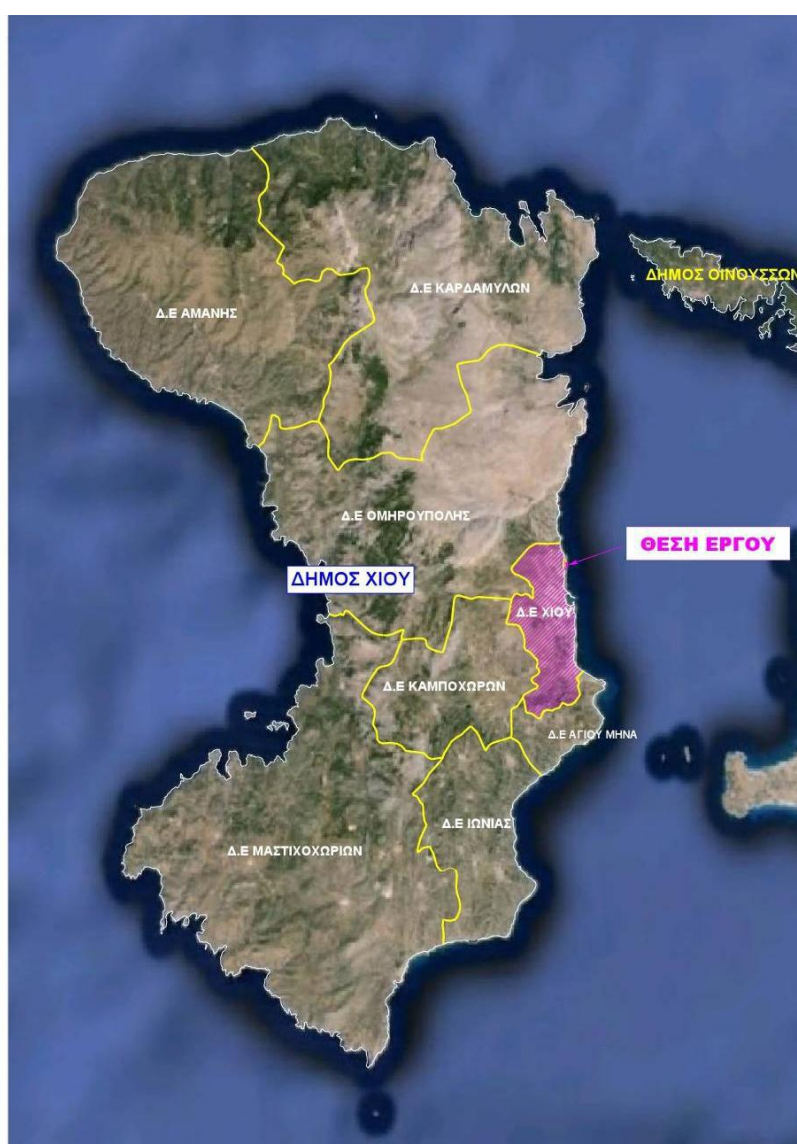 ΔΗΜΟΣ ΟΙΝΟΥΣΣΩΝ
Δ.Ε ΚΑΡΔΑΜΥΛΩΝ
Δ.Ε ΑΜΑΝΗΣ
Δ.Ε ΟΜΗΡΟΥΠΟΛΗΣ
ΘΕΣΗ ΕΡΓΟΥ
ΔΗΜΟΣ ΧΙΟΥ
Δ.Ε ΧΙΟΥ
Δ.Ε ΚΑΜΠΟΧΩΡΩΝ
Δ.Ε ΑΓΙΟΥ ΜΗΝΑ
Δ.Ε ΙΩΝΙΑΣ
Δ.Ε ΜΑΣΤΙΧΟΧΩΡΙΩΝ